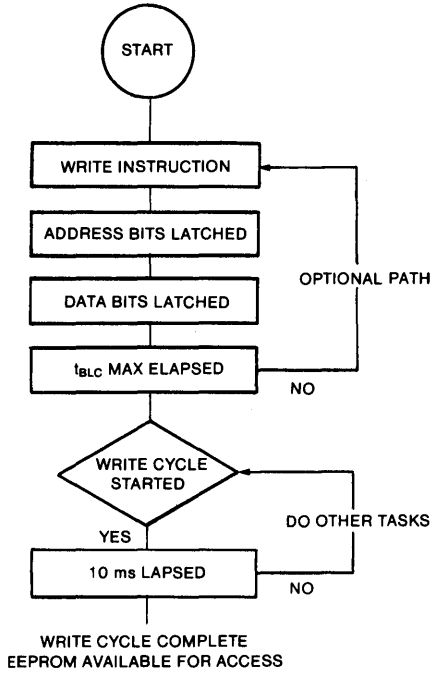 START
WRITE INSTRUCTION
ADDRESS BITS LATCHED
OPTIONAL PATH
DATA BITS LATCHED
tBLC MAX ELAPSED
NO
WRITE CYCLE
STARTED
DO OTHER TASKS
YES
10 ms LAPSED
NO
WRITE CYCLE COMPLETE
EEPROM AVAILABLE FOR ACCESS